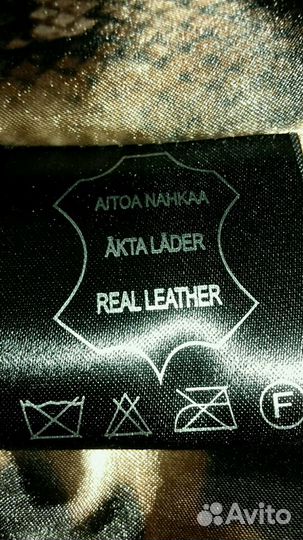 AITOA NAHKAA
ÄKTA LÄDER
REAL LEATHER
F
Avito